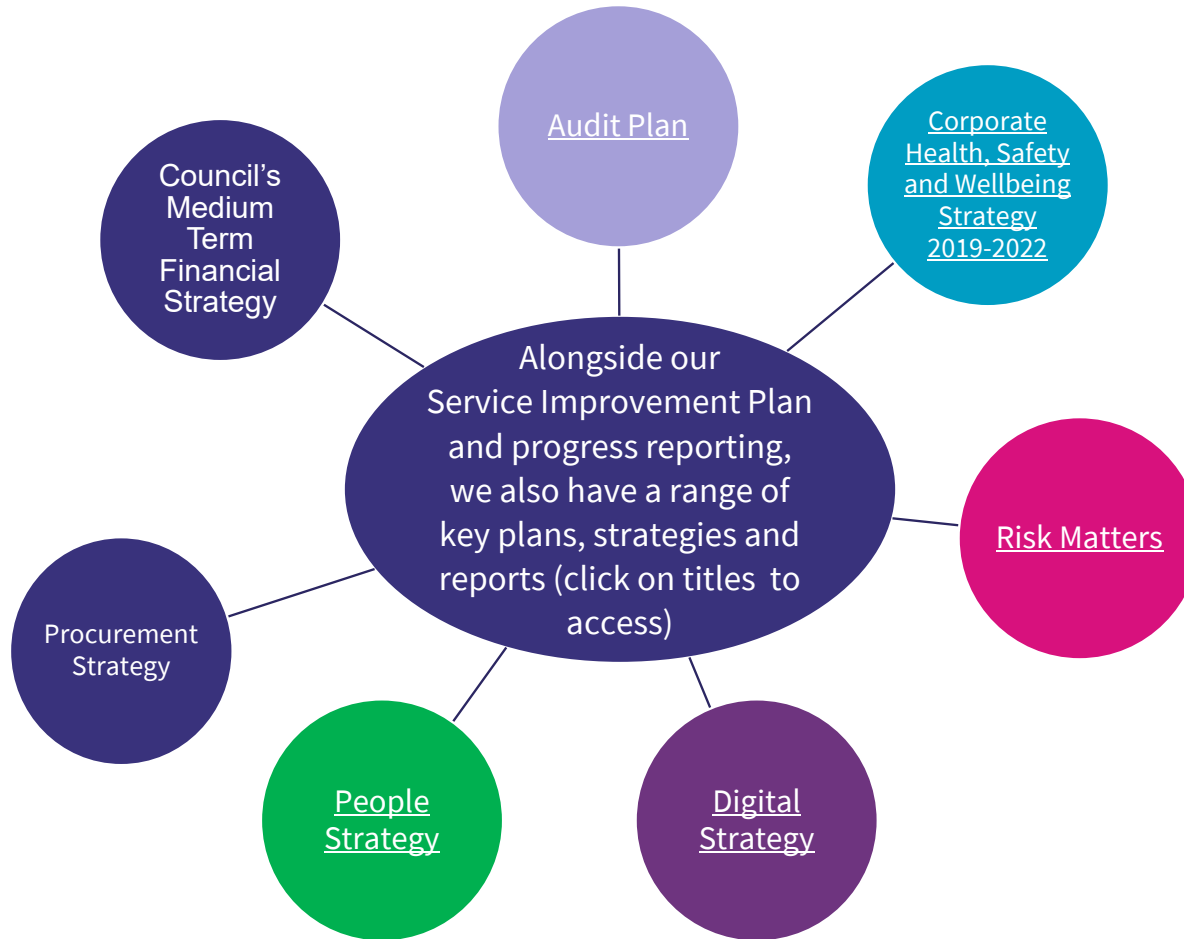 Audit Plan
Corporate
Health, Safety
and Wellbeing
Strategy
2019-2022
Council’s
Medium
Term
Financial
Strategy
Alongside our
Service Improvement Plan
and progress reporting,
we also have a range of
key plans, strategies and
reports (click on titles to
access)
Risk Matters
Procurement
Strategy
People
Strategy
Digital
Strategy